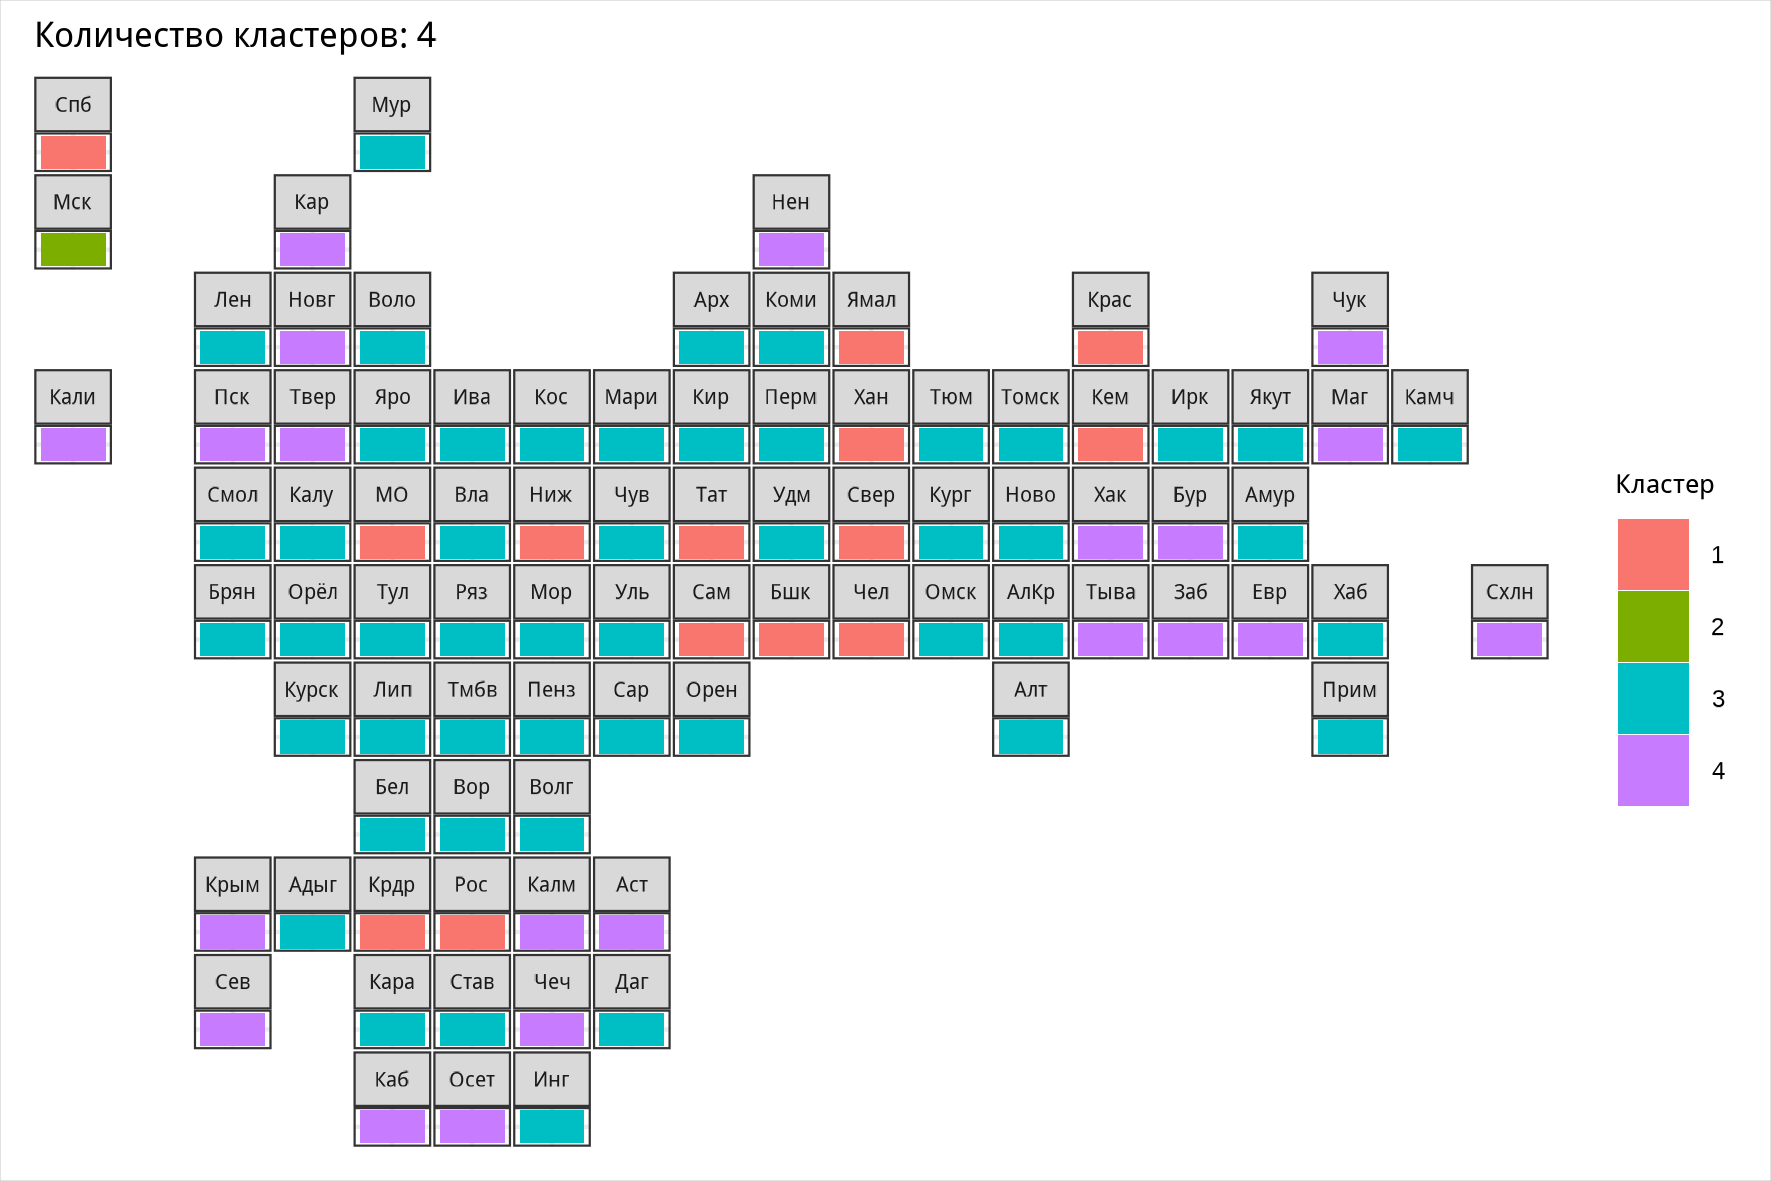 Количество кластеров: 4
Спб Мур
Мск Кар Нен
Лен Новг Воло Арх Коми Ямал Крас Чук
Кали Пск Твер Яро Ива Кос Мари Кир Перм Хан Тюм Томск Кем Ирк Якут Маг Камч
Кластер
Смол Калу МО Вла Ниж Чув Тат Удм Свер Кург Ново Хак Бур Амур
1
Брян Орёл Тул Ряз Мор Уль Сам Бшк Чел Омск АлКр Тыва Заб Евр Хаб Схлн
2
Курск Лип Тмбв Пенз Сар Орен Алт Прим
3
4
Бел Вор Волг
Крым Адыг Крдр Рос Калм Аст
Сев Кара Став Чеч Даг
Каб Осет Инг